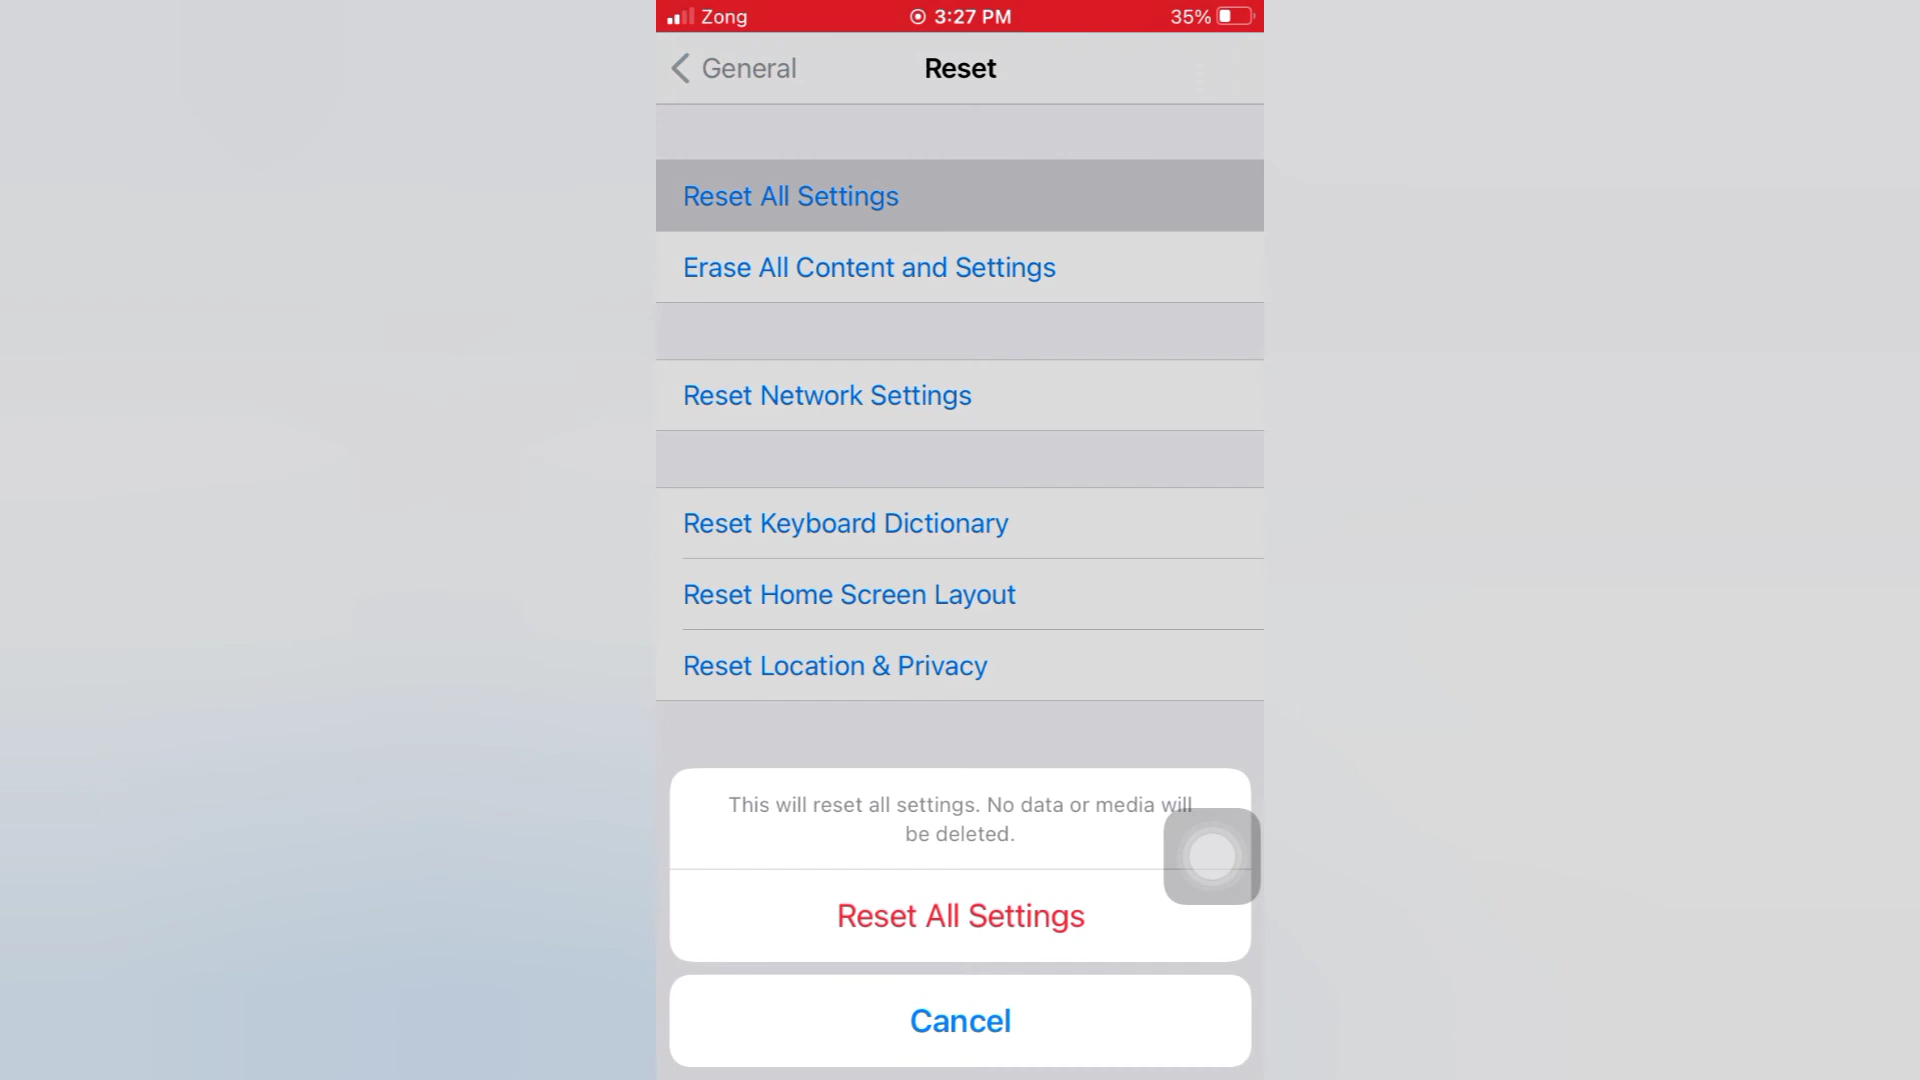 Zong
3:27 PM
35%
General
Reset
Reset All Settings
Erase All Content and Settings
Reset Network Settings
Reset Keyboard Dictionary
Reset Home Screen Layout
Reset Location & Privacy
This will reset all settings. No data or media will
be deleted.
Reset All Settings
Cancel